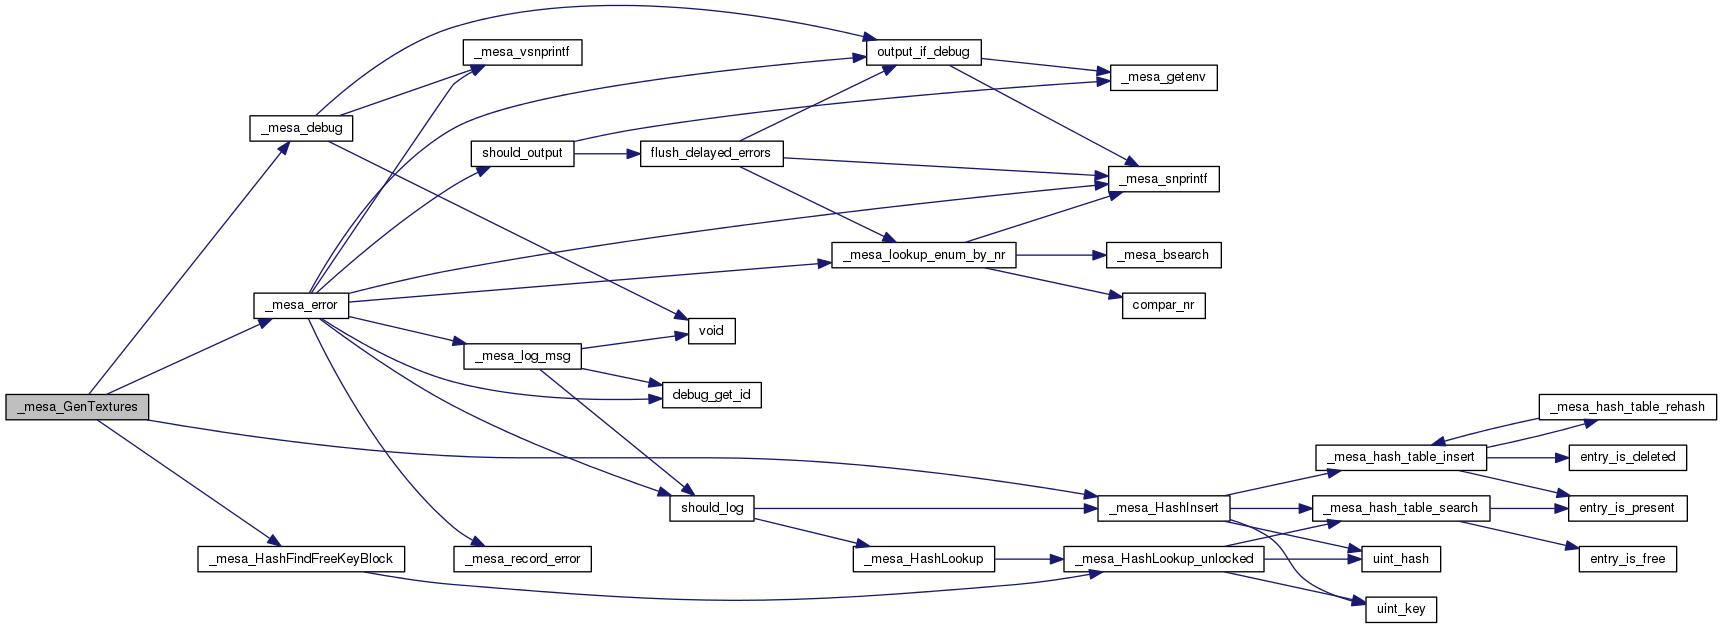 _mesa_vsnprintf
output_if_debug
_mesa_getenv
_mesa_debug
should_output
flush_delayed_errors
_mesa_snprintf
_mesa_lookup_enum_by_nr
_mesa_bsearch
_mesa_error
compar_nr
void
_mesa_log_msg
debug_get_id
_mesa_GenTextures
_mesa_hash_table_rehash
_mesa_hash_table_insert
entry_is_deleted
should_log
_mesa_HashInsert
_mesa_hash_table_search
entry_is_present
_mesa_HashFindFreeKeyBlock
_mesa_record_error
_mesa_HashLookup
_mesa_HashLookup_unlocked
uint_hash
entry_is_free
uint_key